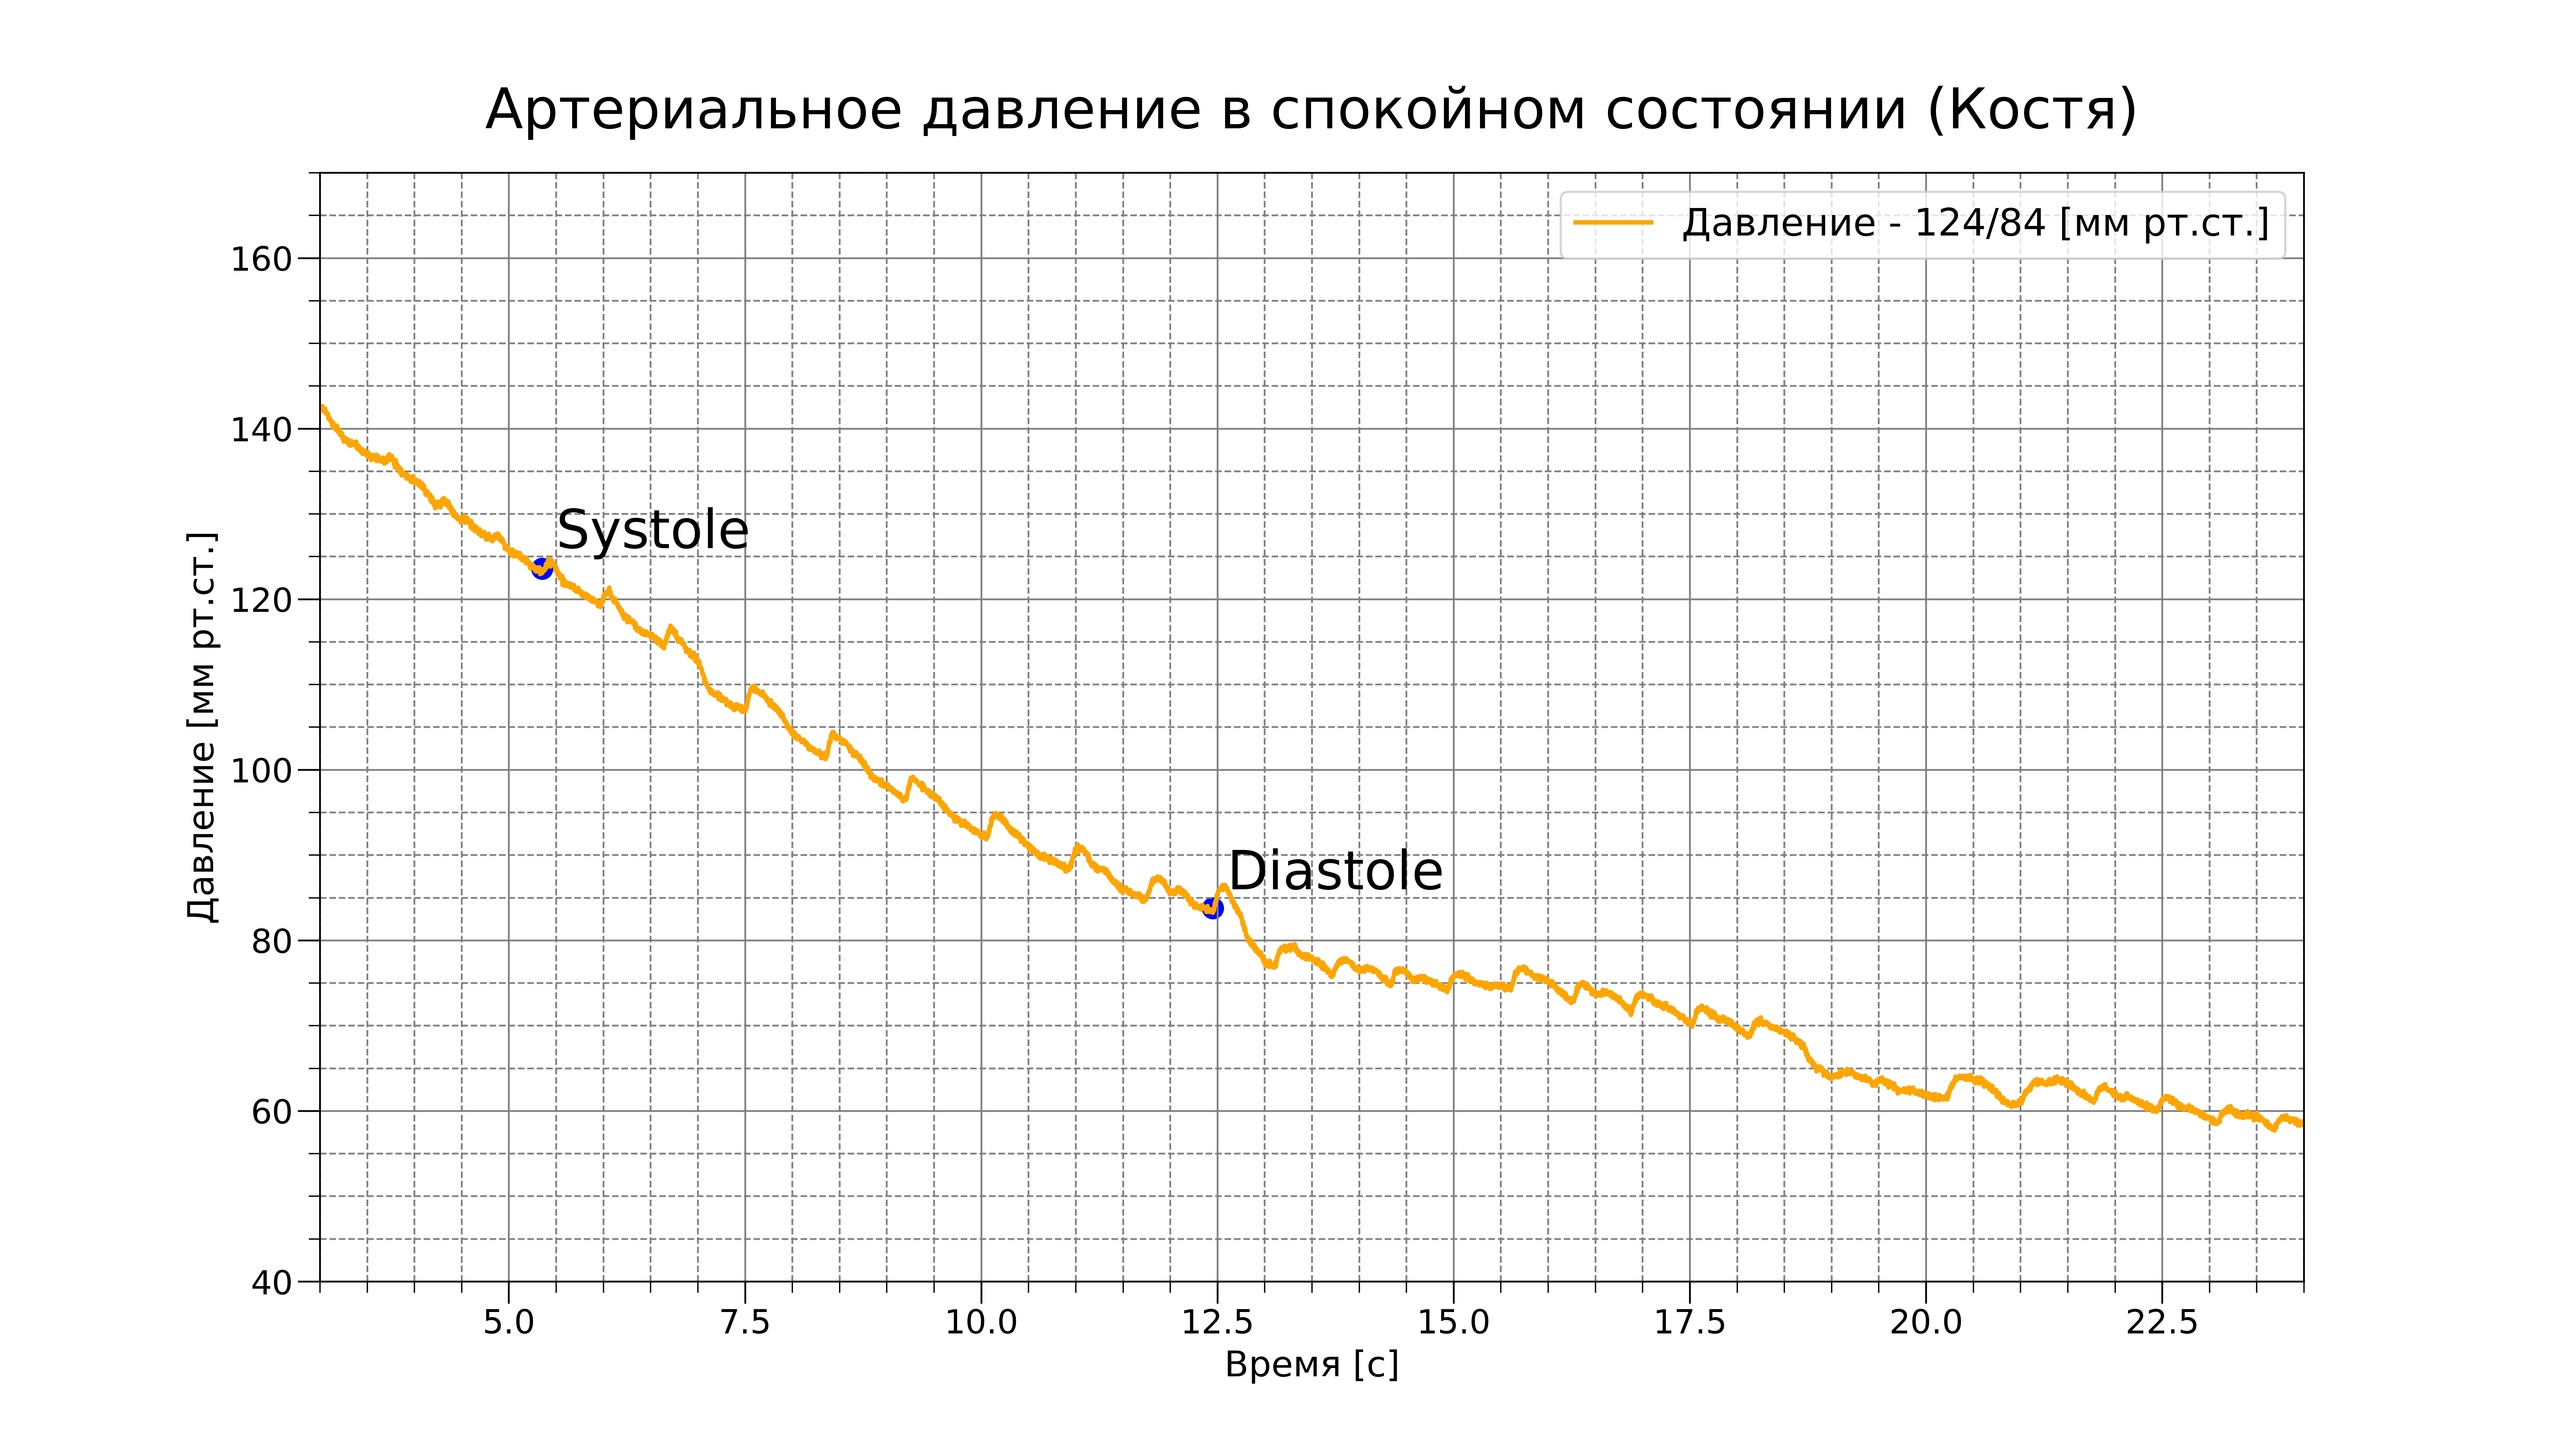 Артериальное давление в спокойном состоянии (Костя)
Давление - 124/84 [мм рт.ст.]
160
140
Systole
120
Давление [мм рт.ст.]
100
Diastole
80
60
40
5.0 7.5 10.0 12.5 15.0 17.5 20.0 22.5
Время [с]